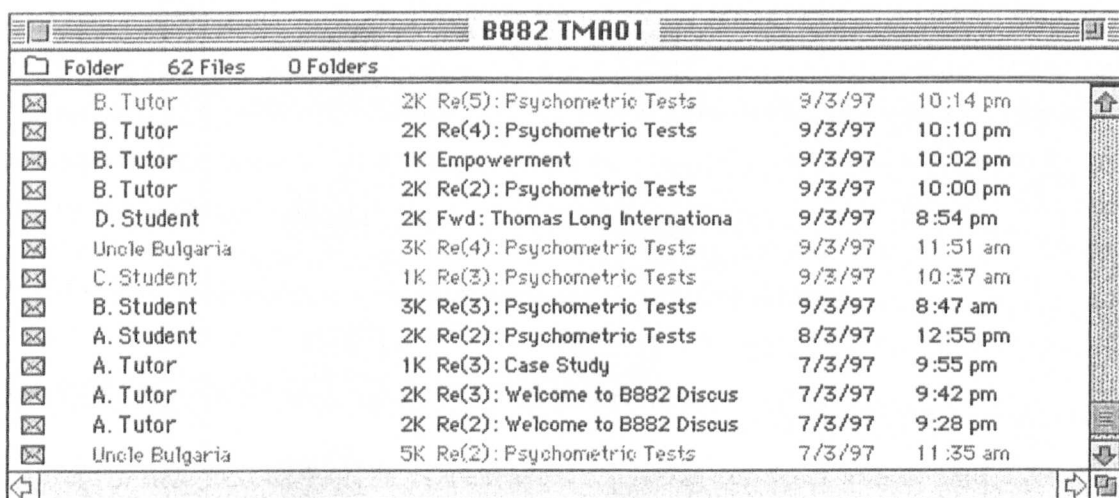 B882 TMA01
Folder 62 Files 0 Folders
B. Tutor 2K Re(5): Psychometric Tests 9/3/97 10:14 pm
B. Tutor 2K Re(4): Psychometric Tests 9/3/97 10:10 pm
B. Tutor 1K Empowerment 9/3/97 10:02 pm
B. Tutor 2K Re(2): Psychometric Tests 9/3/97 10:00 pm
D. Student 2K Fwd: Thomas Long Internationa 9/3/97 8:54 pm
Uncle Bulgaria 3K Re(4): Psychometric Tests 9/3/97 11:51 am
C. Student 1K Re(3): Psychometric Tests 9/3/97 10:37 am
B. Student 3K Re(3): Psychometric Tests 9/3/97 8:47 am
A. Student 2K Re(2): Psychometric Tests 8/3/97 12:55 pm
A. Tutor 1K Re(3): Case Study 7/3/97 9:55 pm
A. Tutor 2K Re(3): Welcome to B882 Discus 7/3/97 9:42 pm
A. Tutor 2K Re(2): Welcome to B882 Discus 7/3/97 9:28 pm
Uncle Bulgaria 5K Re(2): Psychometric Tests 7/3/97 11:35 am